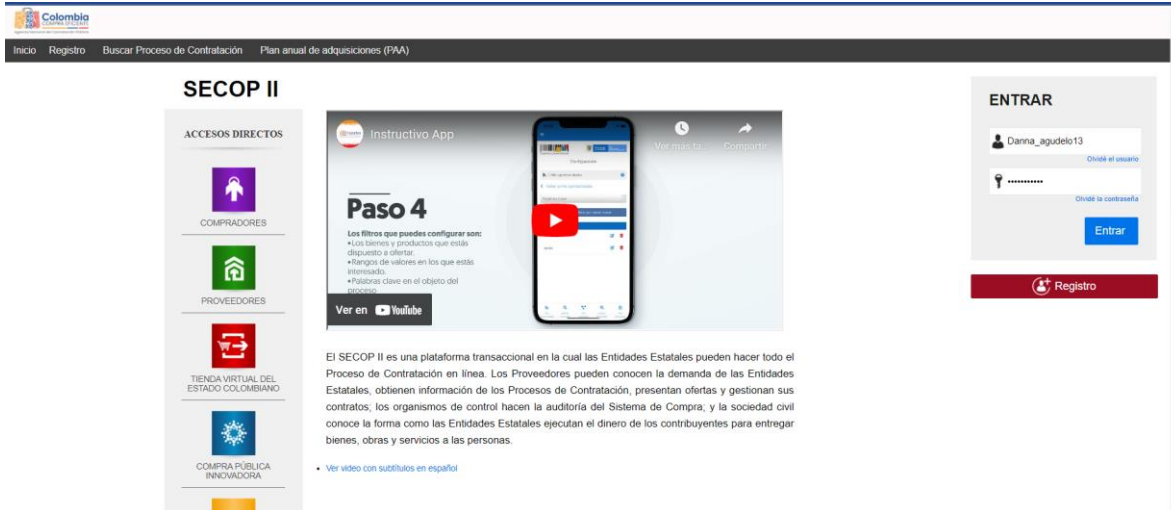 Colombia
COMPRA EFICIENTE
Inicio Registro Buscar Proceso de Contratación Plan anual de adquisiciones (PAA)
SECOP II
ACCESOS DIRECTOS
COMPRADORES
PROVEEDORES
TIENDA VIRTUAL DEL
ESTADO COLOMBIANO
COMPRA PÚBLICA
INNOVADORA
Instructivo App
Ver más ta...
Compartir
Paso 4
Los filtros que puedes configurar son:
•Los bienes y productos que estás
dispuesto a ofertar.
•Rangos de valores en los que estás
interesado.
•Palabras clave en el objeto del
proceso
Ver en YouTube
El SECOP II es una plataforma transaccional en la cual las Entidades Estatales pueden hacer todo el
Proceso de Contratación en línea. Los Proveedores pueden conocen la demanda de las Entidades
Estatales, obtienen información de los Procesos de Contratación, presentan ofertas y gestionan sus
contratos; los organismos de control hacen la auditoría del Sistema de Compra; y la sociedad civil
conoce la forma como las Entidades Estatales ejecutan el dinero de los contribuyentes para entregar
bienes, obras y servicios a las personas.
• Ver video con subtítulos en español
ENTRAR
Danna_agudelo13
Olvidé el usuario
•••••••••••
Olvidé la contraseña
Entrar
Registro